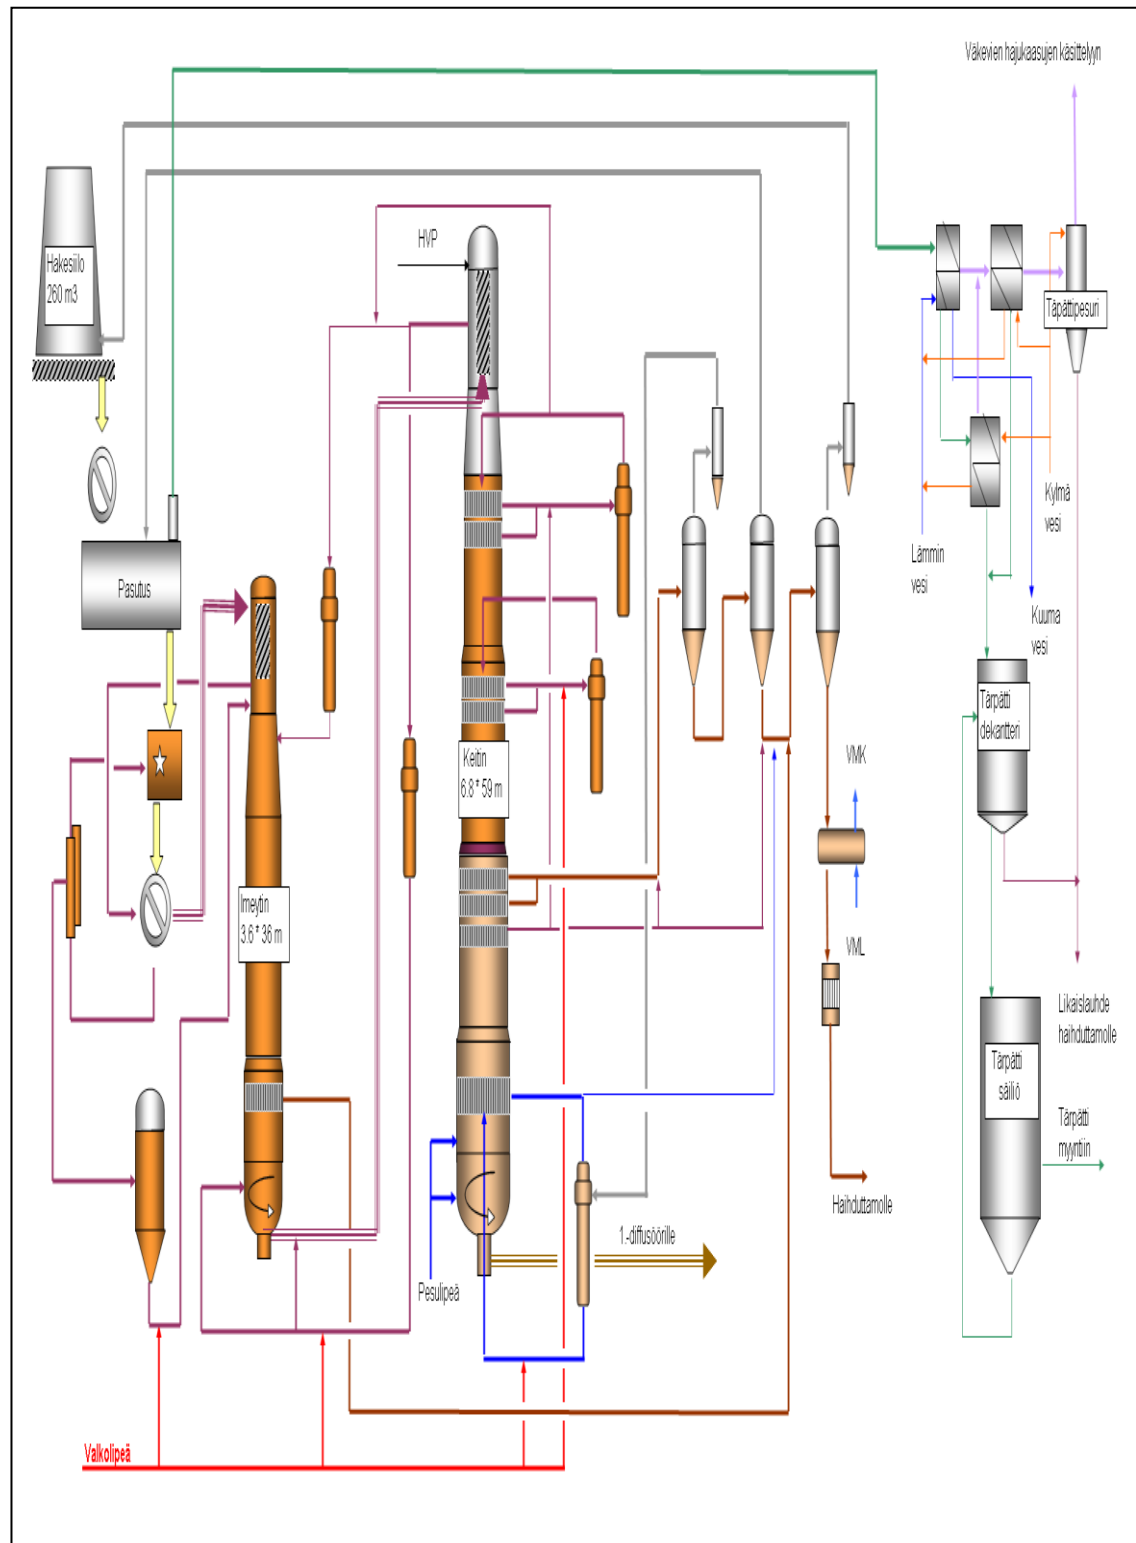 Väkevien hajukaasujen käsittelyyn
HVP
Hakesiilo
260 m3
Täpättipesuri
Kylmä
vesi
Lämmin
vesi
Pasutus
Kuuma
vesi
Tärpätti
dekantteri
Keitin
6.8 * 59 m
VMK
Imeytin
3.6 * 36 m
VML
Likaislauhde
haihduttamolle
Tärpätti
säiliö
Tärpätti
myyntiin
Haihduttamolle
1.-diffusöörille
Pesulipeä
Valkolipeä